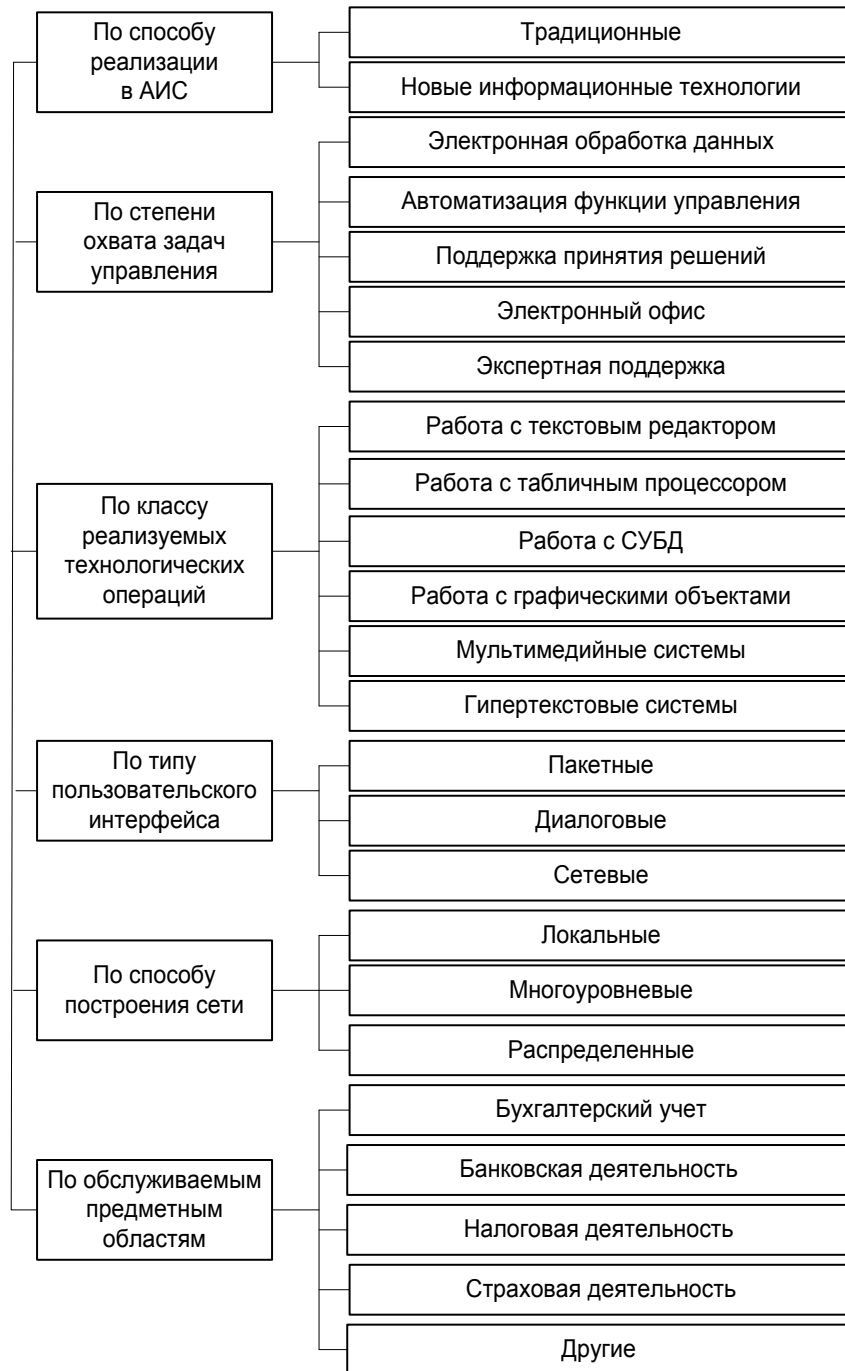 По способу
реализации
в АИС
Традиционные
Новые информационные технологии
По степени
охвата задач
управления
Электронная обработка данных
Автоматизация функции управления
Поддержка принятия решений
Электронный офис
Экспертная поддержка
По классу
реализуемых
технологических
операций
Работа с текстовым редактором
Работа с табличным процессором
Работа с СУБД
Работа с графическими объектами
Мультимедийные системы
Гипертекстовые системы
По типу
пользовательского
интерфейса
Пакетные
Диалоговые
Сетевые
По способу
построения сети
Локальные
Многоуровневые
Распределенные
По обслуживаемым
предметным
областям
Бухгалтерский учет
Банковская деятельность
Налоговая деятельность
Страховая деятельность
Другие